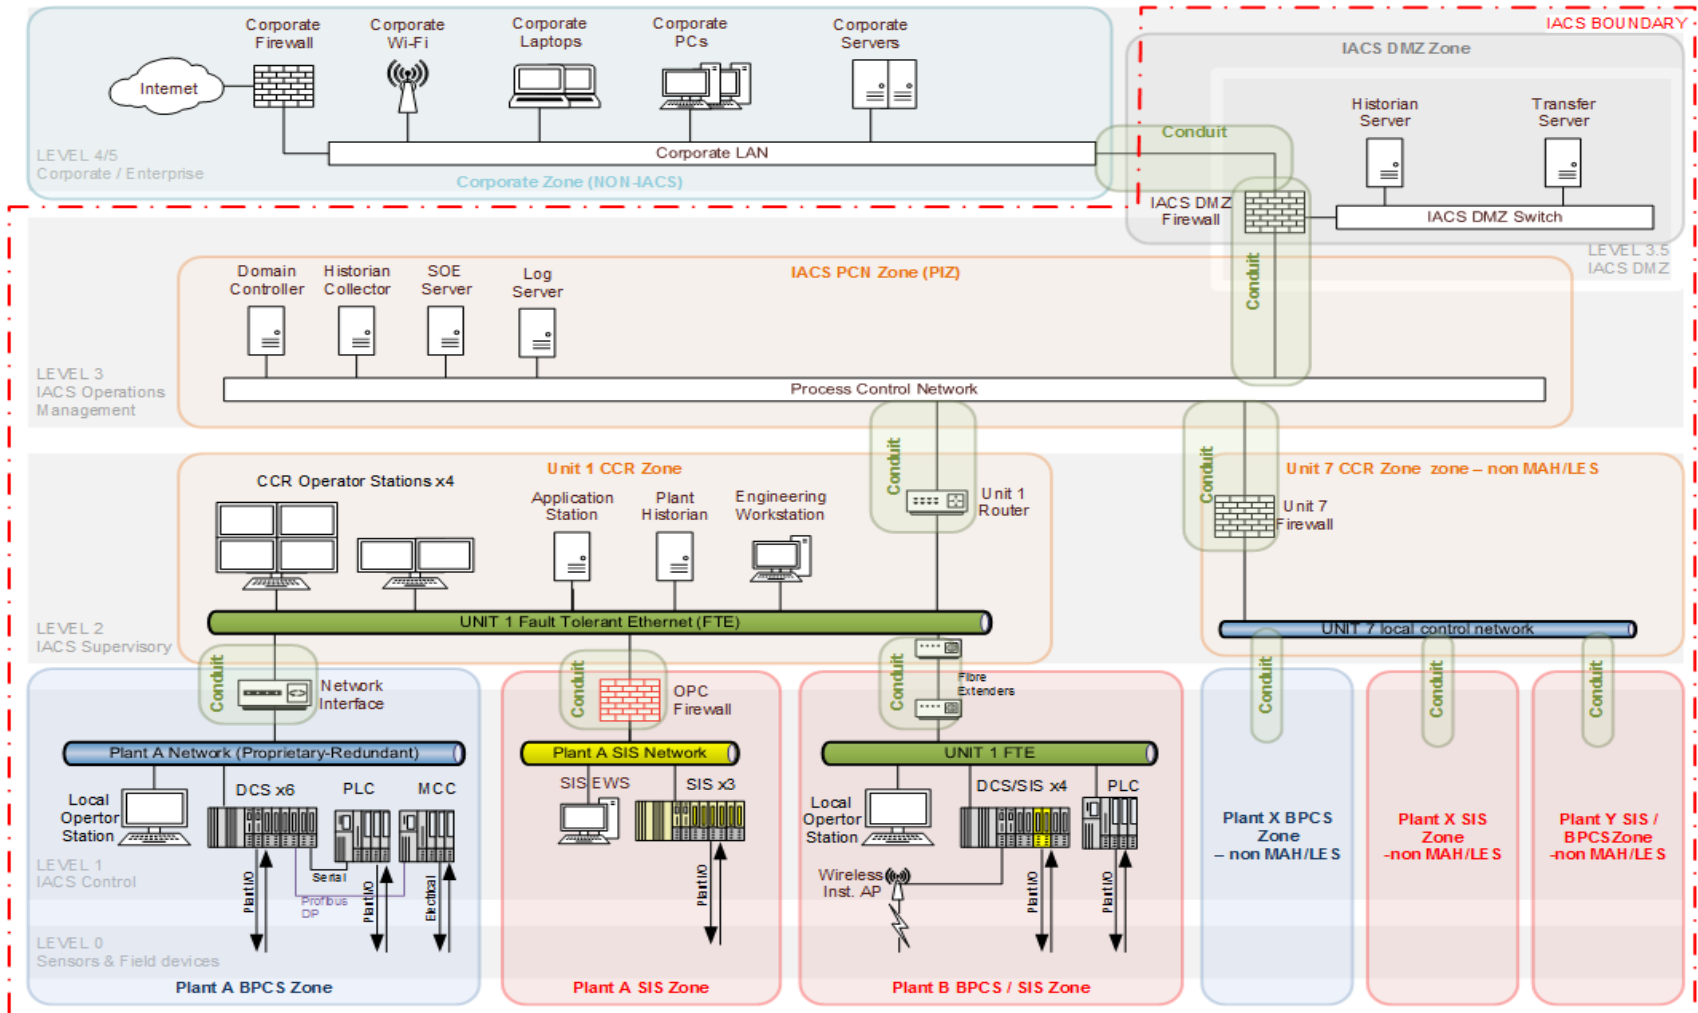 Corporate
Firewall
Corporate
Wi-Fi
Corporate
Laptops
Corporate
PCs
Corporate
Servers
IACS BOUNDARY
IACS DMZ Zone
Internet
Historian
Server
Transfer
Server
Conduit
Corporate LAN
LEVEL 4/5
Corporate / Enterprise
Corporate Zone (NON-IACS)
IACS DMZ
Firewall
IACS DMZ Switch
LEVEL 3.5
IACS DMZ
Conduit
Domain
Controller
Historian
Collector
SOE
Server
Log
Server
IACS PCN Zone (PIZ)
LEVEL 3
IACS Operations
Management
Process Control Network
Conduit
Conduit
Unit 1 CCR Zone
Unit 7 CCR Zone zone – non MAH/LES
CCR Operator Stations x4
Application
Station
Plant
Historian
Engineering
Workstation
Unit 1
Router
Unit 7
Firewall
UNIT 1 Fault Tolerant Ethernet (FTE)
UNIT 7 local control network
LEVEL 2
IACS Supervisory
Conduit
Network
Interface
Conduit
OPC
Firewall
Conduit
Fibre
Extenders
Conduit
Conduit
Conduit
Plant A Network (Proprietary-Redundant)
Plant A SIS Network
UNIT 1 FTE
Local
Opertor
Station
DCS x6
PLC
MCC
SIS EWS
SIS x3
Local
Opertor
Station
DCS/SIS x4
PLC
Plant X BPCS
Zone
– non MAH/LES
Plant X SIS
Zone
-non MAH/LES
Plant Y SIS /
BPCSZone
-non MAH/LES
LEVEL 1
IACS Control
Serial
Profibus
DP
Plant I/O
Plant I/O
Electrical
Plant I/O
Wireless
Inst. AP
Plant I/O
Plant I/O
LEVEL 0
Sensors & Field devices
Plant A BPCS Zone
Plant A SIS Zone
Plant B BPCS / SIS Zone